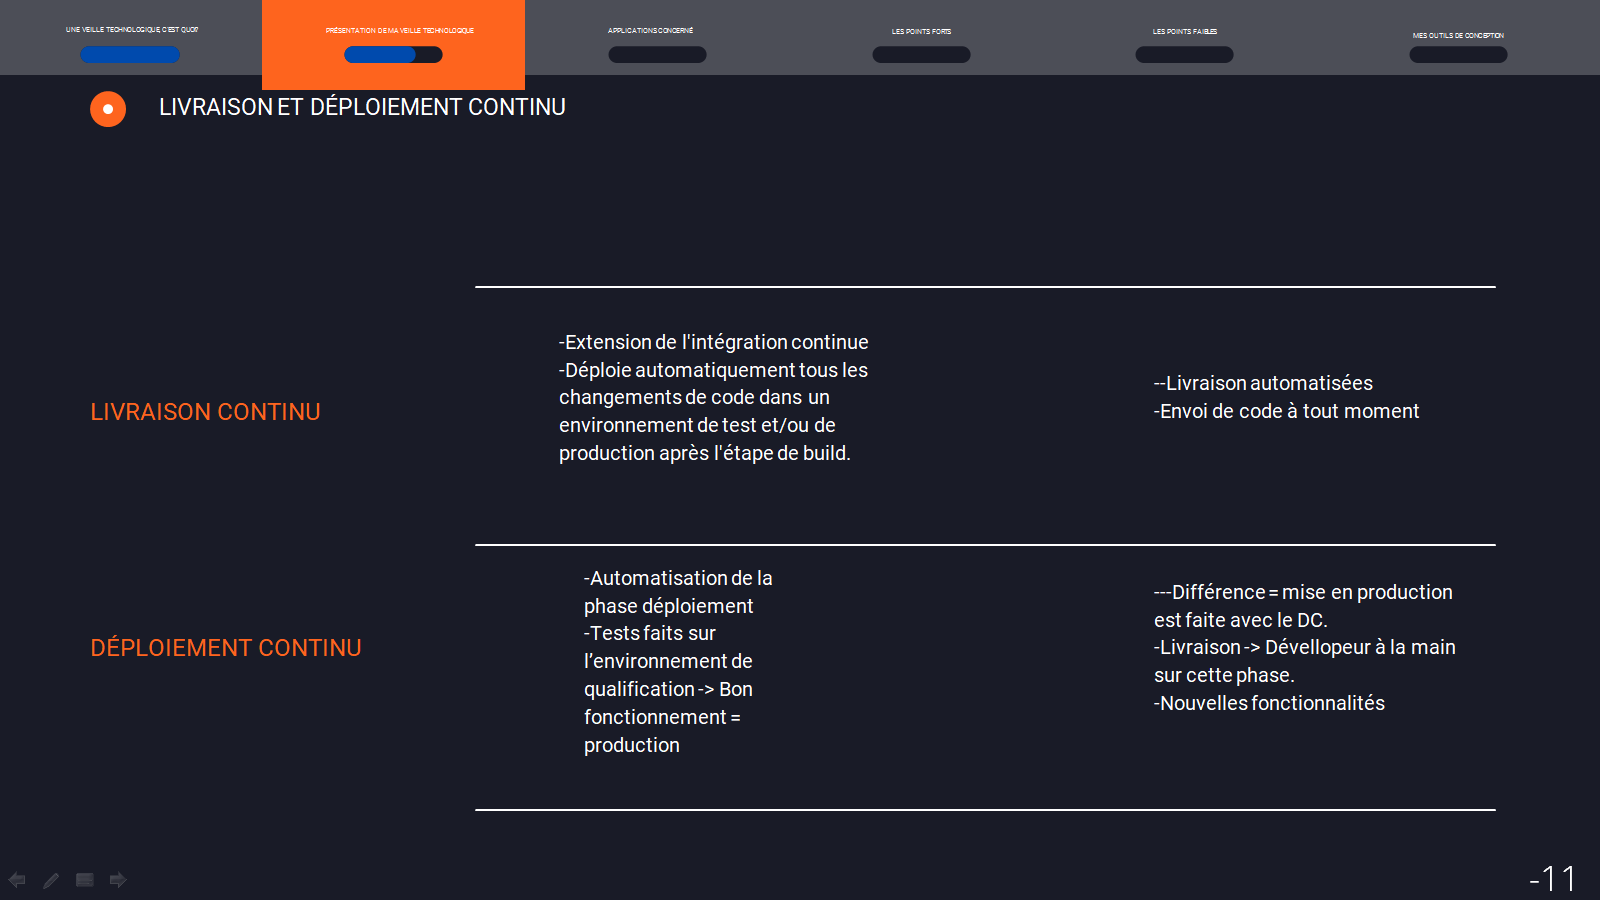 UNE VEILLE TECHNOLOGIQUE, C'EST QUOI?
PRÉSENTATION DE MA VEILLE TECHNOLOGIQUE
APPLICATIONS CONCERNÉ
LES POINTS FORTS
LES POINTS FAIBLES
MES OUTILS DE CONCEPTION
LIVRAISON ET DÉPLOIEMENT CONTINU
LIVRAISON CONTINU
-Extension de l'intégration continue
-Déploie automatiquement tous les
changements de code dans un
environnement de test et/ou de
production après l'étape de build.
--Livraison automatisées
-Envoi de code à tout moment
DÉPLOIEMENT CONTINU
-Automatisation de la
phase déploiement
-Tests faits sur
l’environnement de
qualification -> Bon
fonctionnement =
production
---Différence = mise en production
est faite avec le DC.
-Livraison -> Dévellopeur à la main
sur cette phase.
-Nouvelles fonctionnalités
-11